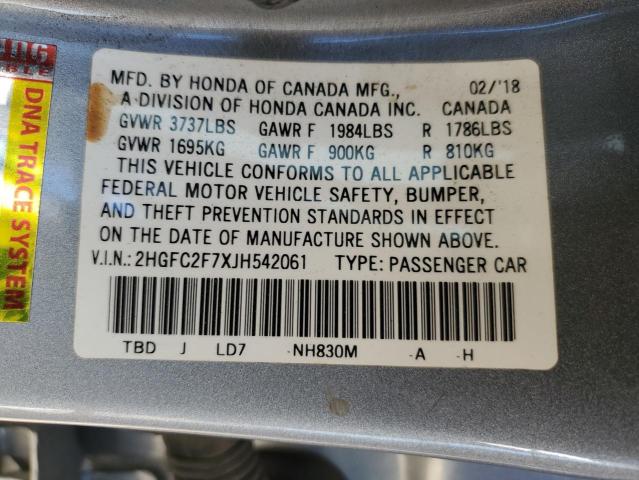 MFD. BY HONDA OF CANADA MFG., 02/'18
A DIVISION OF HONDA CANADA INC. CANADA
GVWR 3737LBS GAWR F 1984LBS R 1786LBS
GVWR 1695KG GAWR F 900KG R 810KG
THIS VEHICLE CONFORMS TO ALL APPLICABLE
FEDERAL MOTOR VEHICLE SAFETY, BUMPER,
AND THEFT PREVENTION STANDARDS IN EFFECT
ON THE DATE OF MANUFACTURE SHOWN ABOVE.
V.I.N.: 2HGFC2F7XJH542061 TYPE: PASSENGER CAR
TBD J LD7 -NH830M -A -H
DNA TRACE SYSTEM